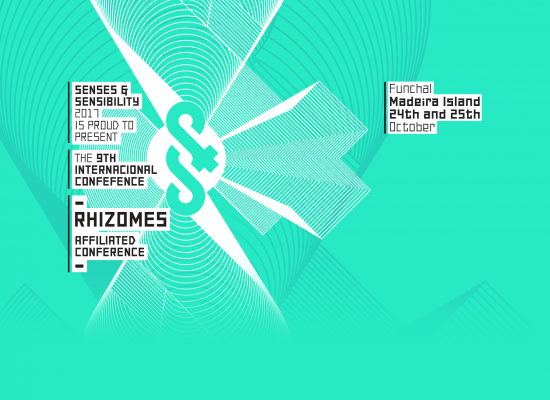 SENSES &
SENSIBILITY
2017
IS PROUD TO
PRESENT
THE 9TH
INTERNACIONAL
CONFEFENCE
RHIZOMES
AFFILIATED
CONFERENCE
Funchal
Madeira Island
24th and 25th
October